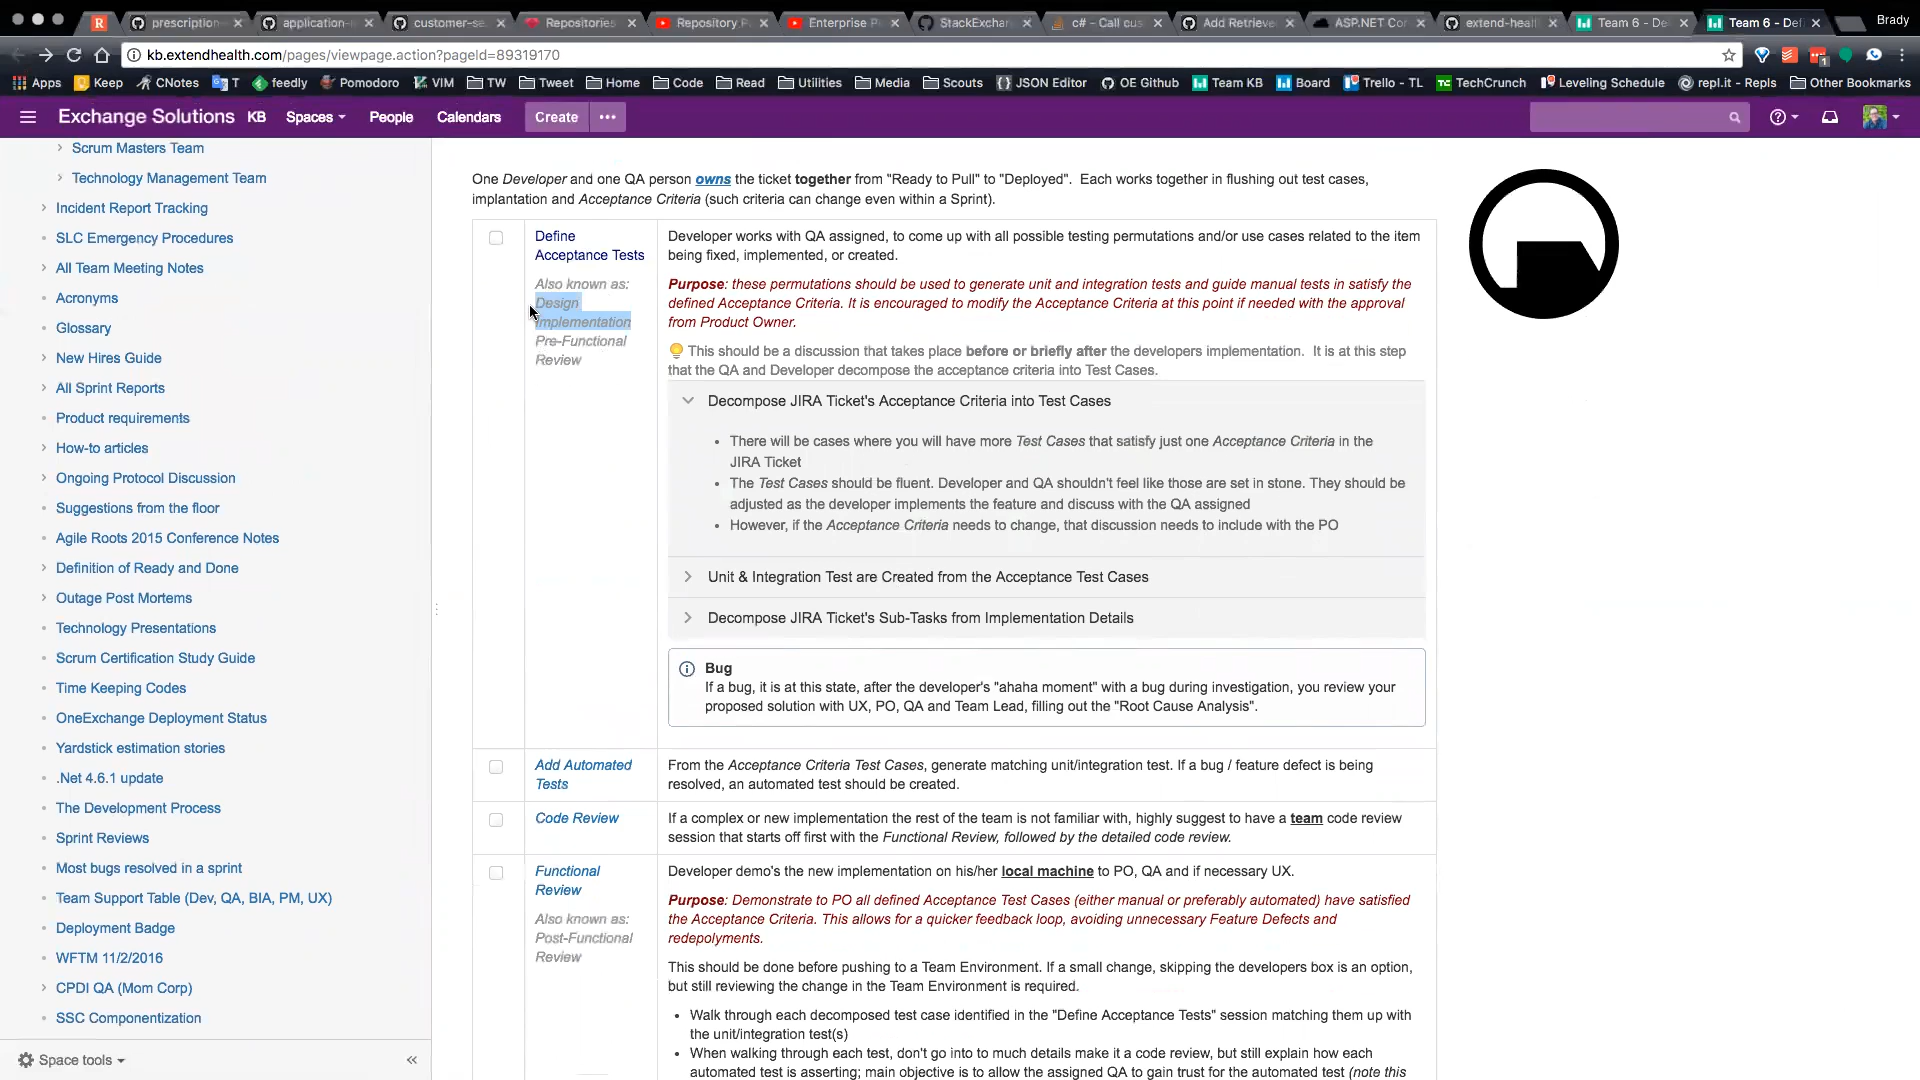 prescription-
application-
customer-se
Repositories
Repository P
Enterprise P
StackExchan
c# - Call cus
Add Retrieve
ASP.NET Co
extend-healt
Team 6 - De
Team 6 - Def
Brady
kb.extendhealth.com/pages/viewpage.action?pageId=89319170
Apps Keep CNotes T feedly Pomodoro VIM TW Tweet Home Code Read Utilities Media Scouts JSON Editor OE Github Team KB Board Trello - TL TechCrunch Leveling Schedule repl.it - Repls Other Bookmarks
Exchange Solutions KB Spaces People Calendars Create •••
Scrum Masters Team
Technology Management Team
Incident Report Tracking
SLC Emergency Procedures
All Team Meeting Notes
Acronyms
Glossary
New Hires Guide
All Sprint Reports
Product requirements
How-to articles
Ongoing Protocol Discussion
Suggestions from the floor
Agile Roots 2015 Conference Notes
Definition of Ready and Done
Outage Post Mortems
Technology Presentations
Scrum Certification Study Guide
Time Keeping Codes
OneExchange Deployment Status
Yardstick estimation stories
.Net 4.6.1 update
The Development Process
Sprint Reviews
Most bugs resolved in a sprint
Team Support Table (Dev, QA, BIA, PM, UX)
Deployment Badge
WFTM 11/2/2016
CPDI QA (Mom Corp)
SSC Componentization
Space tools
One Developer and one QA person owns the ticket together from "Ready to Pull" to "Deployed".  Each works together in flushing out test cases,
implantation and Acceptance Criteria (such criteria can change even within a Sprint).
Define
Acceptance Tests
Also known as:
Design
Implementation
Pre-Functional
Review
Developer works with QA assigned, to come up with all possible testing permutations and/or use cases related to the item
being fixed, implemented, or created.
Purpose: these permutations should be used to generate unit and integration tests and guide manual tests in satisfy the
defined Acceptance Criteria. It is encouraged to modify the Acceptance Criteria at this point if needed with the approval
from Product Owner.
This should be a discussion that takes place before or briefly after the developers implementation.  It is at this step
that the QA and Developer decompose the acceptance criteria into Test Cases.
Decompose JIRA Ticket's Acceptance Criteria into Test Cases
• There will be cases where you will have more Test Cases that satisfy just one Acceptance Criteria in the
JIRA Ticket
• The Test Cases should be fluent. Developer and QA shouldn't feel like those are set in stone. They should be
adjusted as the developer implements the feature and discuss with the QA assigned
• However, if the Acceptance Criteria needs to change, that discussion needs to include with the PO
Unit & Integration Test are Created from the Acceptance Test Cases
Decompose JIRA Ticket's Sub-Tasks from Implementation Details
Bug
If a bug, it is at this state, after the developer's "ahaha moment" with a bug during investigation, you review your
proposed solution with UX, PO, QA and Team Lead, filling out the "Root Cause Analysis".
Add Automated
Tests
From the Acceptance Criteria Test Cases, generate matching unit/integration test. If a bug / feature defect is being
resolved, an automated test should be created.
Code Review
If a complex or new implementation the rest of the team is not familiar with, highly suggest to have a team code review
session that starts off first with the Functional Review, followed by the detailed code review.
Functional
Review
Also known as:
Post-Functional
Review
Developer demo's the new implementation on his/her local machine to PO, QA and if necessary UX.
Purpose: Demonstrate to PO all defined Acceptance Test Cases (either manual or preferably automated) have satisfied
the Acceptance Criteria. This allows for a quicker feedback loop, avoiding unnecessary Feature Defects and
redepolyments.
This should be done before pushing to a Team Environment. If a small change, skipping the developers box is an option,
but still reviewing the change in the Team Environment is required.
• Walk through each decomposed test case identified in the "Define Acceptance Tests" session matching them up with
the unit/integration test(s)
• When walking through each test, don't go into to much details make it a code review, but still explain how each
automated test is asserting; main objective is to allow the assigned QA to gain trust for the automated test (note this